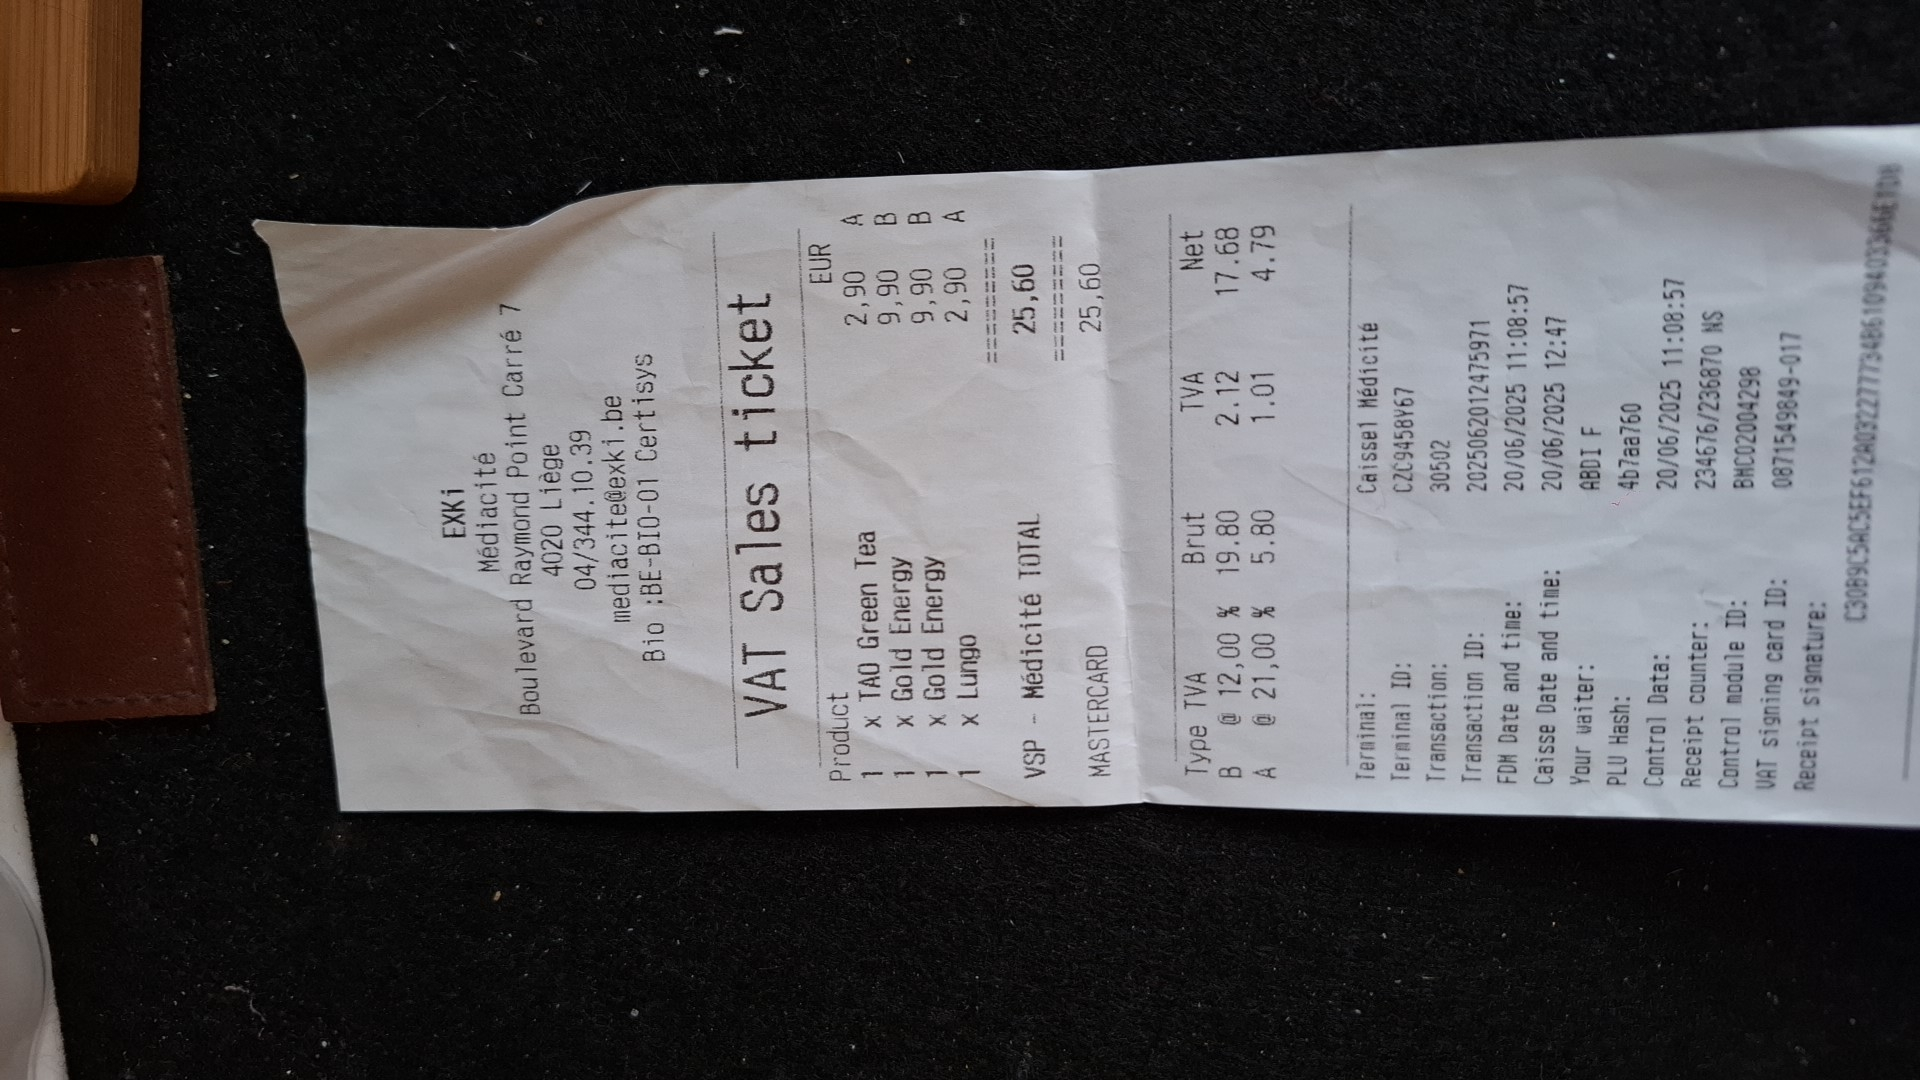 EXKi
Médiacité
Boulevard Raymond Point Carré 7
4020 Liège
04/344.10.39
mediacite@exki.be
Bio :BE-BIO-01 Certisys
VAT Sales ticket
Product EUR
1 x TAO Green Tea 2,90 A
1 x Gold Energy 9,90 B
1 x Gold Energy 9,90 B
1 x Lungo 2,90 A
=========
VSP - Médicité TOTAL 25,60
=========
MASTERCARD 25,60
Type TVA Brut TVA Net
B @ 12,00 % 19.80 2.12 17.68
A @ 21,00 % 5.80 1.01 4.79
Terminal: Caisse1 Médicité
Terminal ID: CZC9458Y67
Transaction: 30502
Transaction ID: 2025062012475971
FDM Date and time: 20/06/2025 11:08:57
Caisse Date and time: 20/06/2025 12:47
Your waiter: ABDI F
PLU Hash: 4b7aa760
Control Data: 20/06/2025 11:08:57
Receipt counter: 234676/236870 NS
Control module ID: BMC02004298
VAT signing card ID: 0871549849-017
Receipt signature: